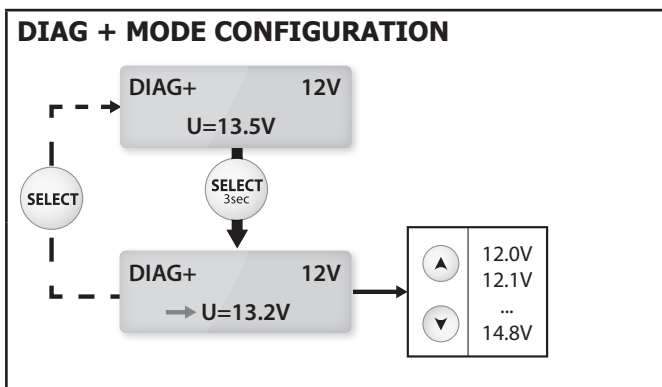 DIAG + MODE CONFIGURATION
DIAG+ 12V
U=13.5V
SELECT
SELECT
3sec
DIAG+ 12V
U=13.2V
12.0V
12.1V
...
14.8V